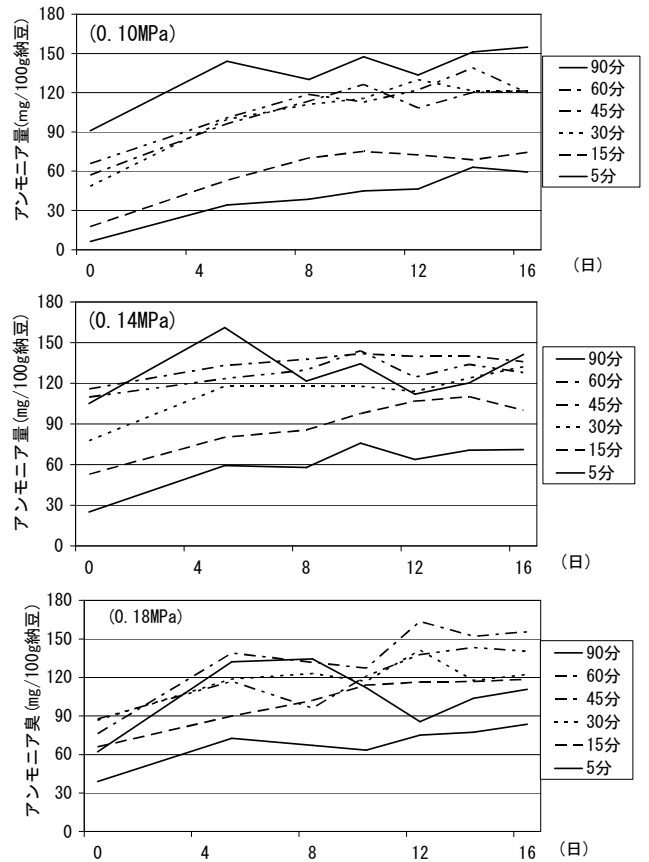 (0.10MPa)
アンモニア量(mg/100g納豆)
180
150
120
90
60
30
0
0 4 8 12 16
(日)
90分
60分
45分
30分
15分
5分
(0.14MPa)
アンモニア量(mg/100g納豆)
180
150
120
90
60
30
0
0 4 8 12 16
(日)
90分
60分
45分
30分
15分
5分
(0.18MPa)
アンモニア臭(mg/100g納豆)
180
150
120
90
60
30
0
0 4 8 12 16
(日)
90分
60分
45分
30分
15分
5分